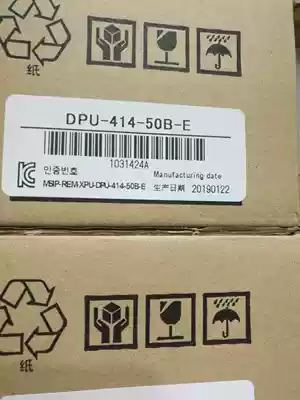 纸
DPU-414-50B-E
1031424A
인증번호
Manufacturing date
MSIP-REM-XPU-DPU-414-50B-E
生产日期 20190122
纸